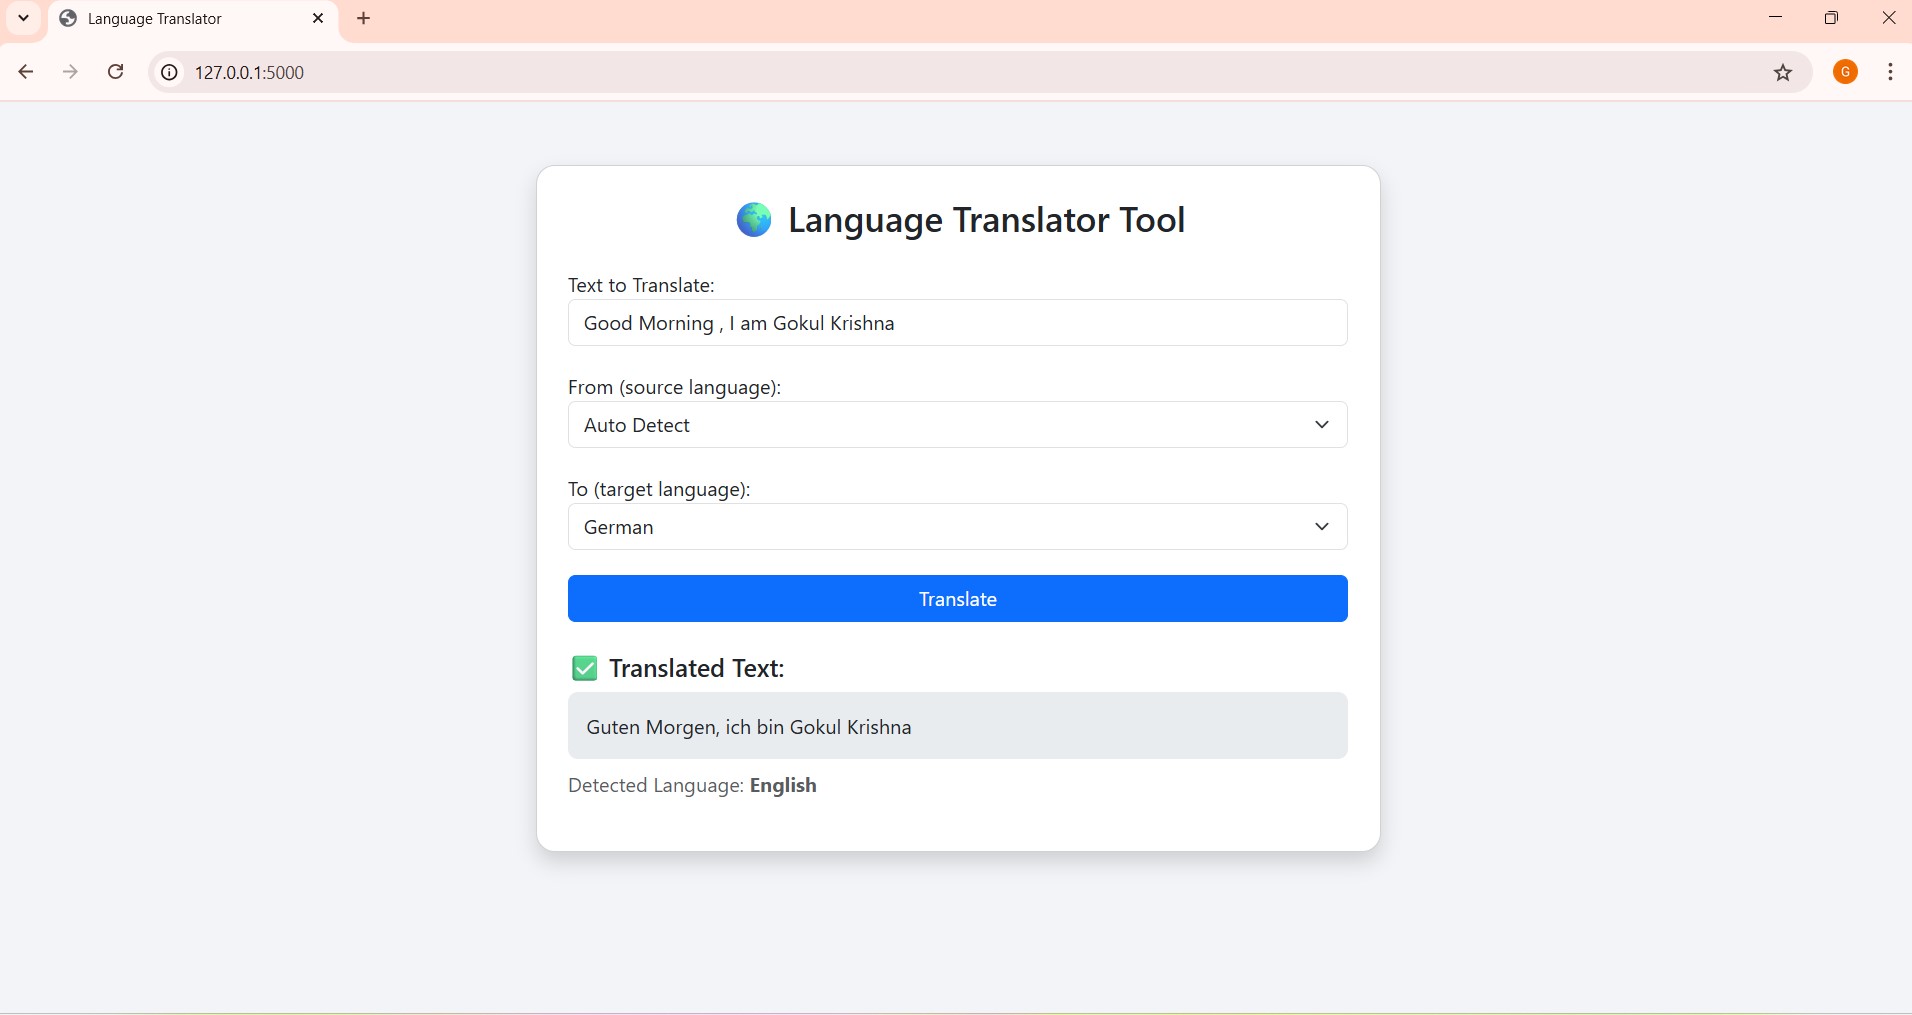 Language Translator
127.0.0.1:5000
G
Language Translator Tool
Text to Translate:
Good Morning , I am Gokul Krishna
From (source language):
Auto Detect
To (target language):
German
Translate
Translated Text:
Guten Morgen, ich bin Gokul Krishna
Detected Language: English